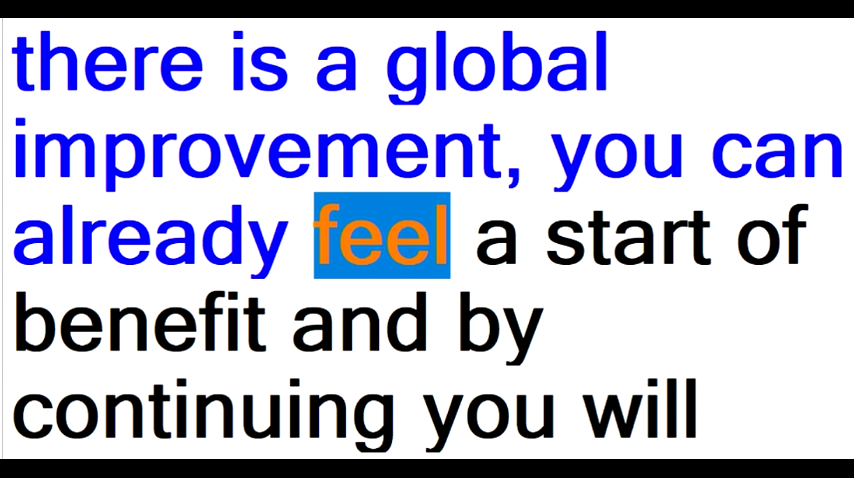 there is a global
improvement, you can
already feel a start of
benefit and by
continuing you will